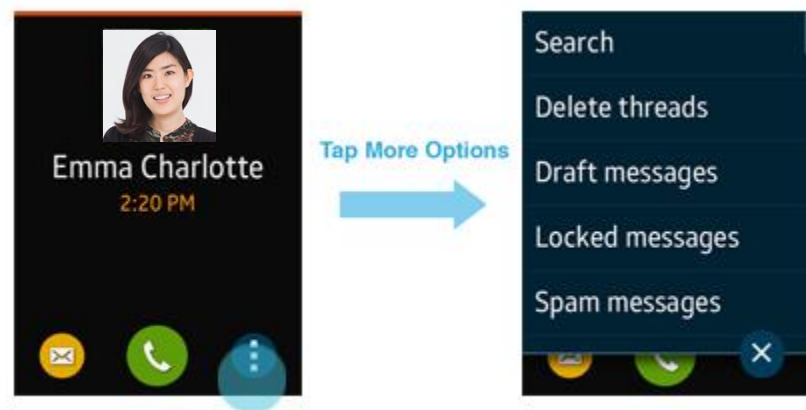 Emma Charlotte
2:20 PM
Tap More Options
Search
Delete threads
Draft messages
Locked messages
Spam messages